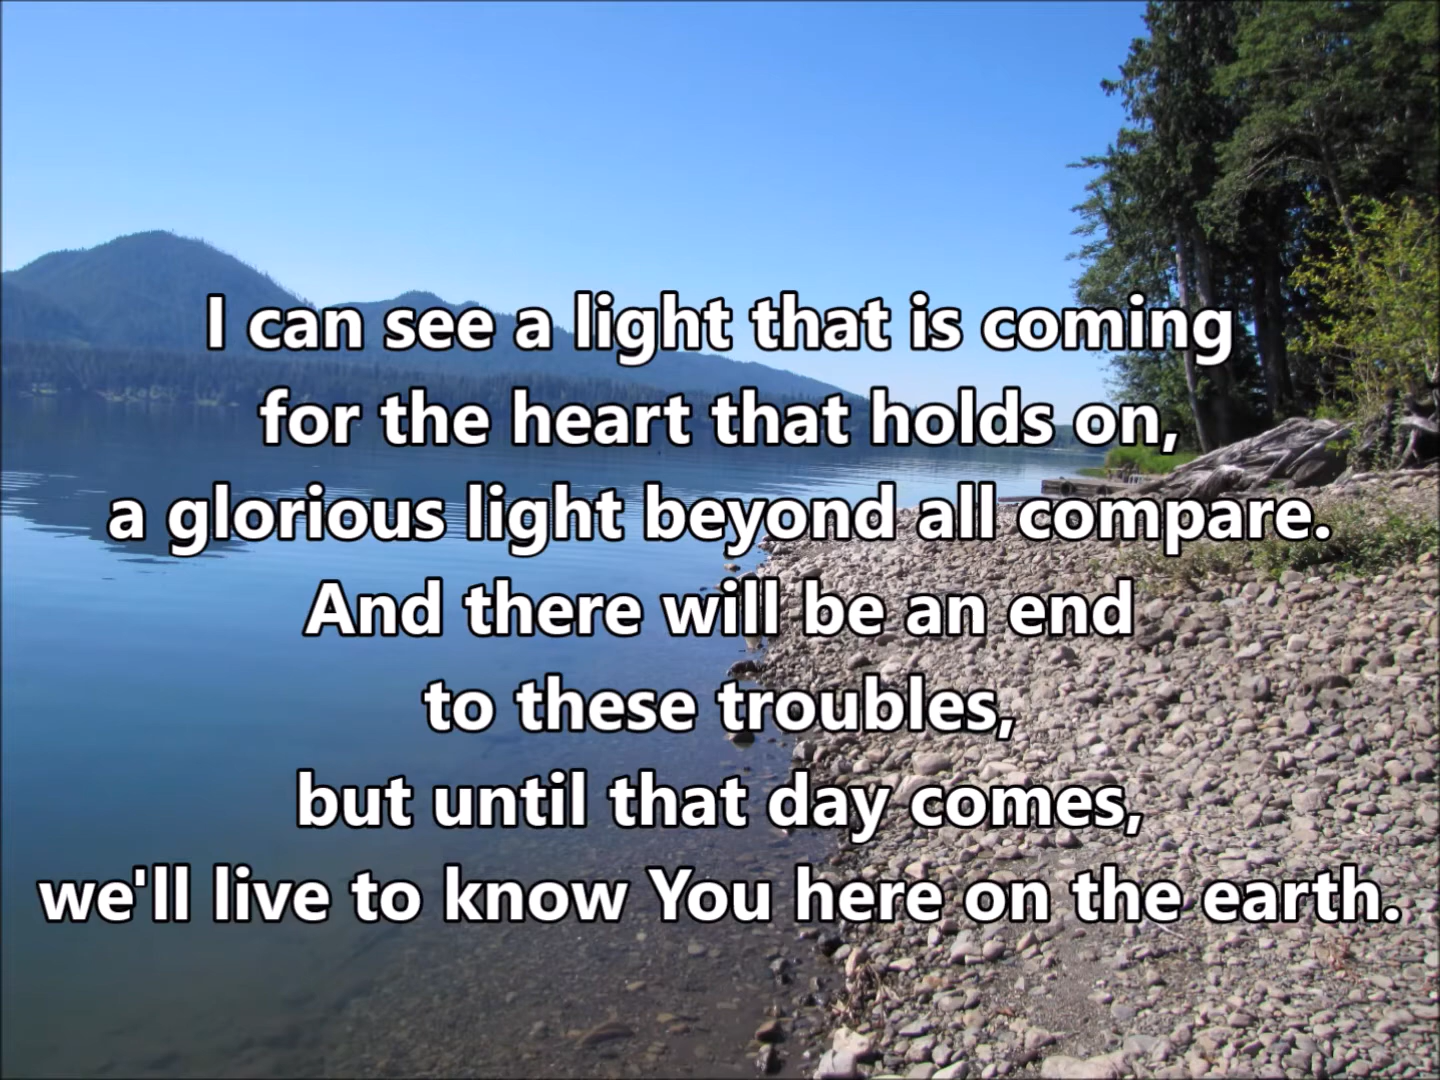 I can see a light that is coming
for the heart that holds on,
a glorious light beyond all compare.
And there will be an end
to these troubles,
but until that day comes,
we'll live to know You here on the earth.